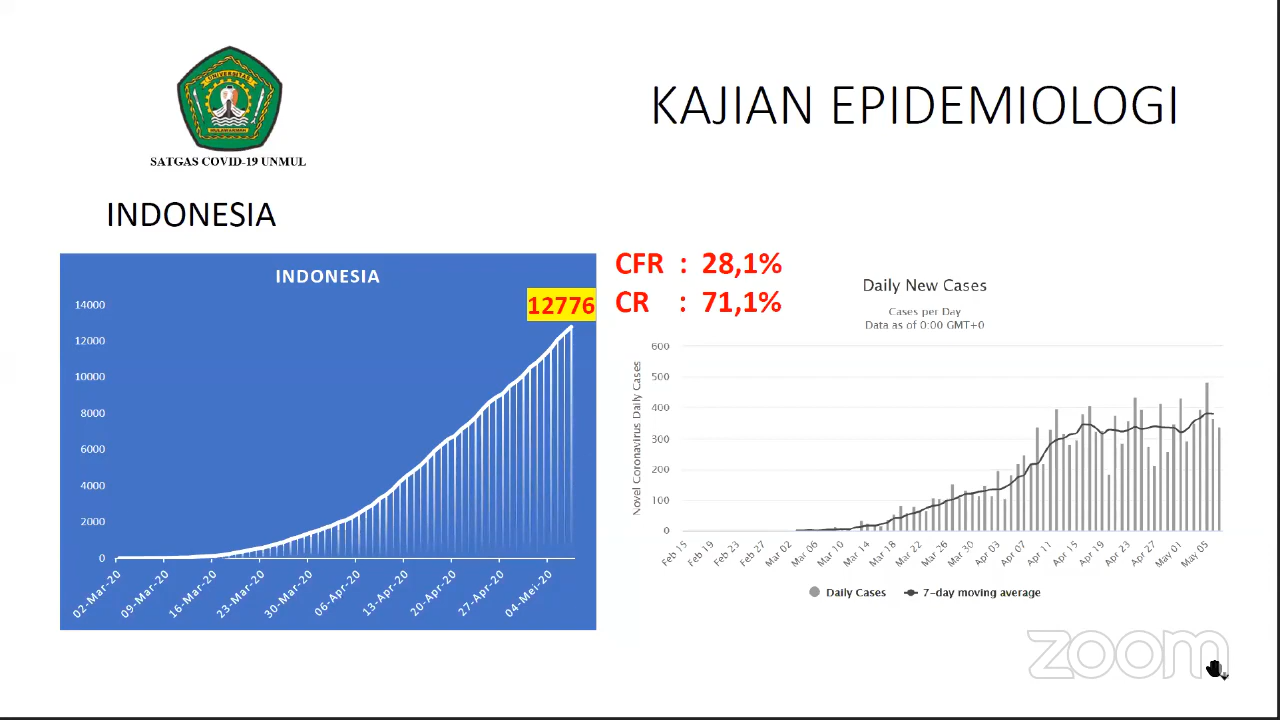 UNIVERSITAS
MULAWARMAN
SATGAS COVID-19 UNMUL
KAJIAN EPIDEMIOLOGI
INDONESIA
INDONESIA
12776
14000
12000
10000
8000
6000
4000
2000
0
02-Mar-20
09-Mar-20
16-Mar-20
23-Mar-20
30-Mar-20
06-Apr-20
13-Apr-20
20-Apr-20
27-Apr-20
04-Mei-20
CFR : 28,1%
CR : 71,1%
Daily New Cases
Cases per Day
Data as of 0:00 GMT+0
Novel Coronavirus Daily Cases
600
500
400
300
200
100
0
Feb 15
Feb 19
Feb 23
Feb 27
Mar 02
Mar 06
Mar 10
Mar 14
Mar 18
Mar 22
Mar 26
Mar 30
Apr 03
Apr 07
Apr 11
Apr 15
Apr 19
Apr 23
Apr 27
May 01
May 05
Daily Cases
7-day moving average
zoom